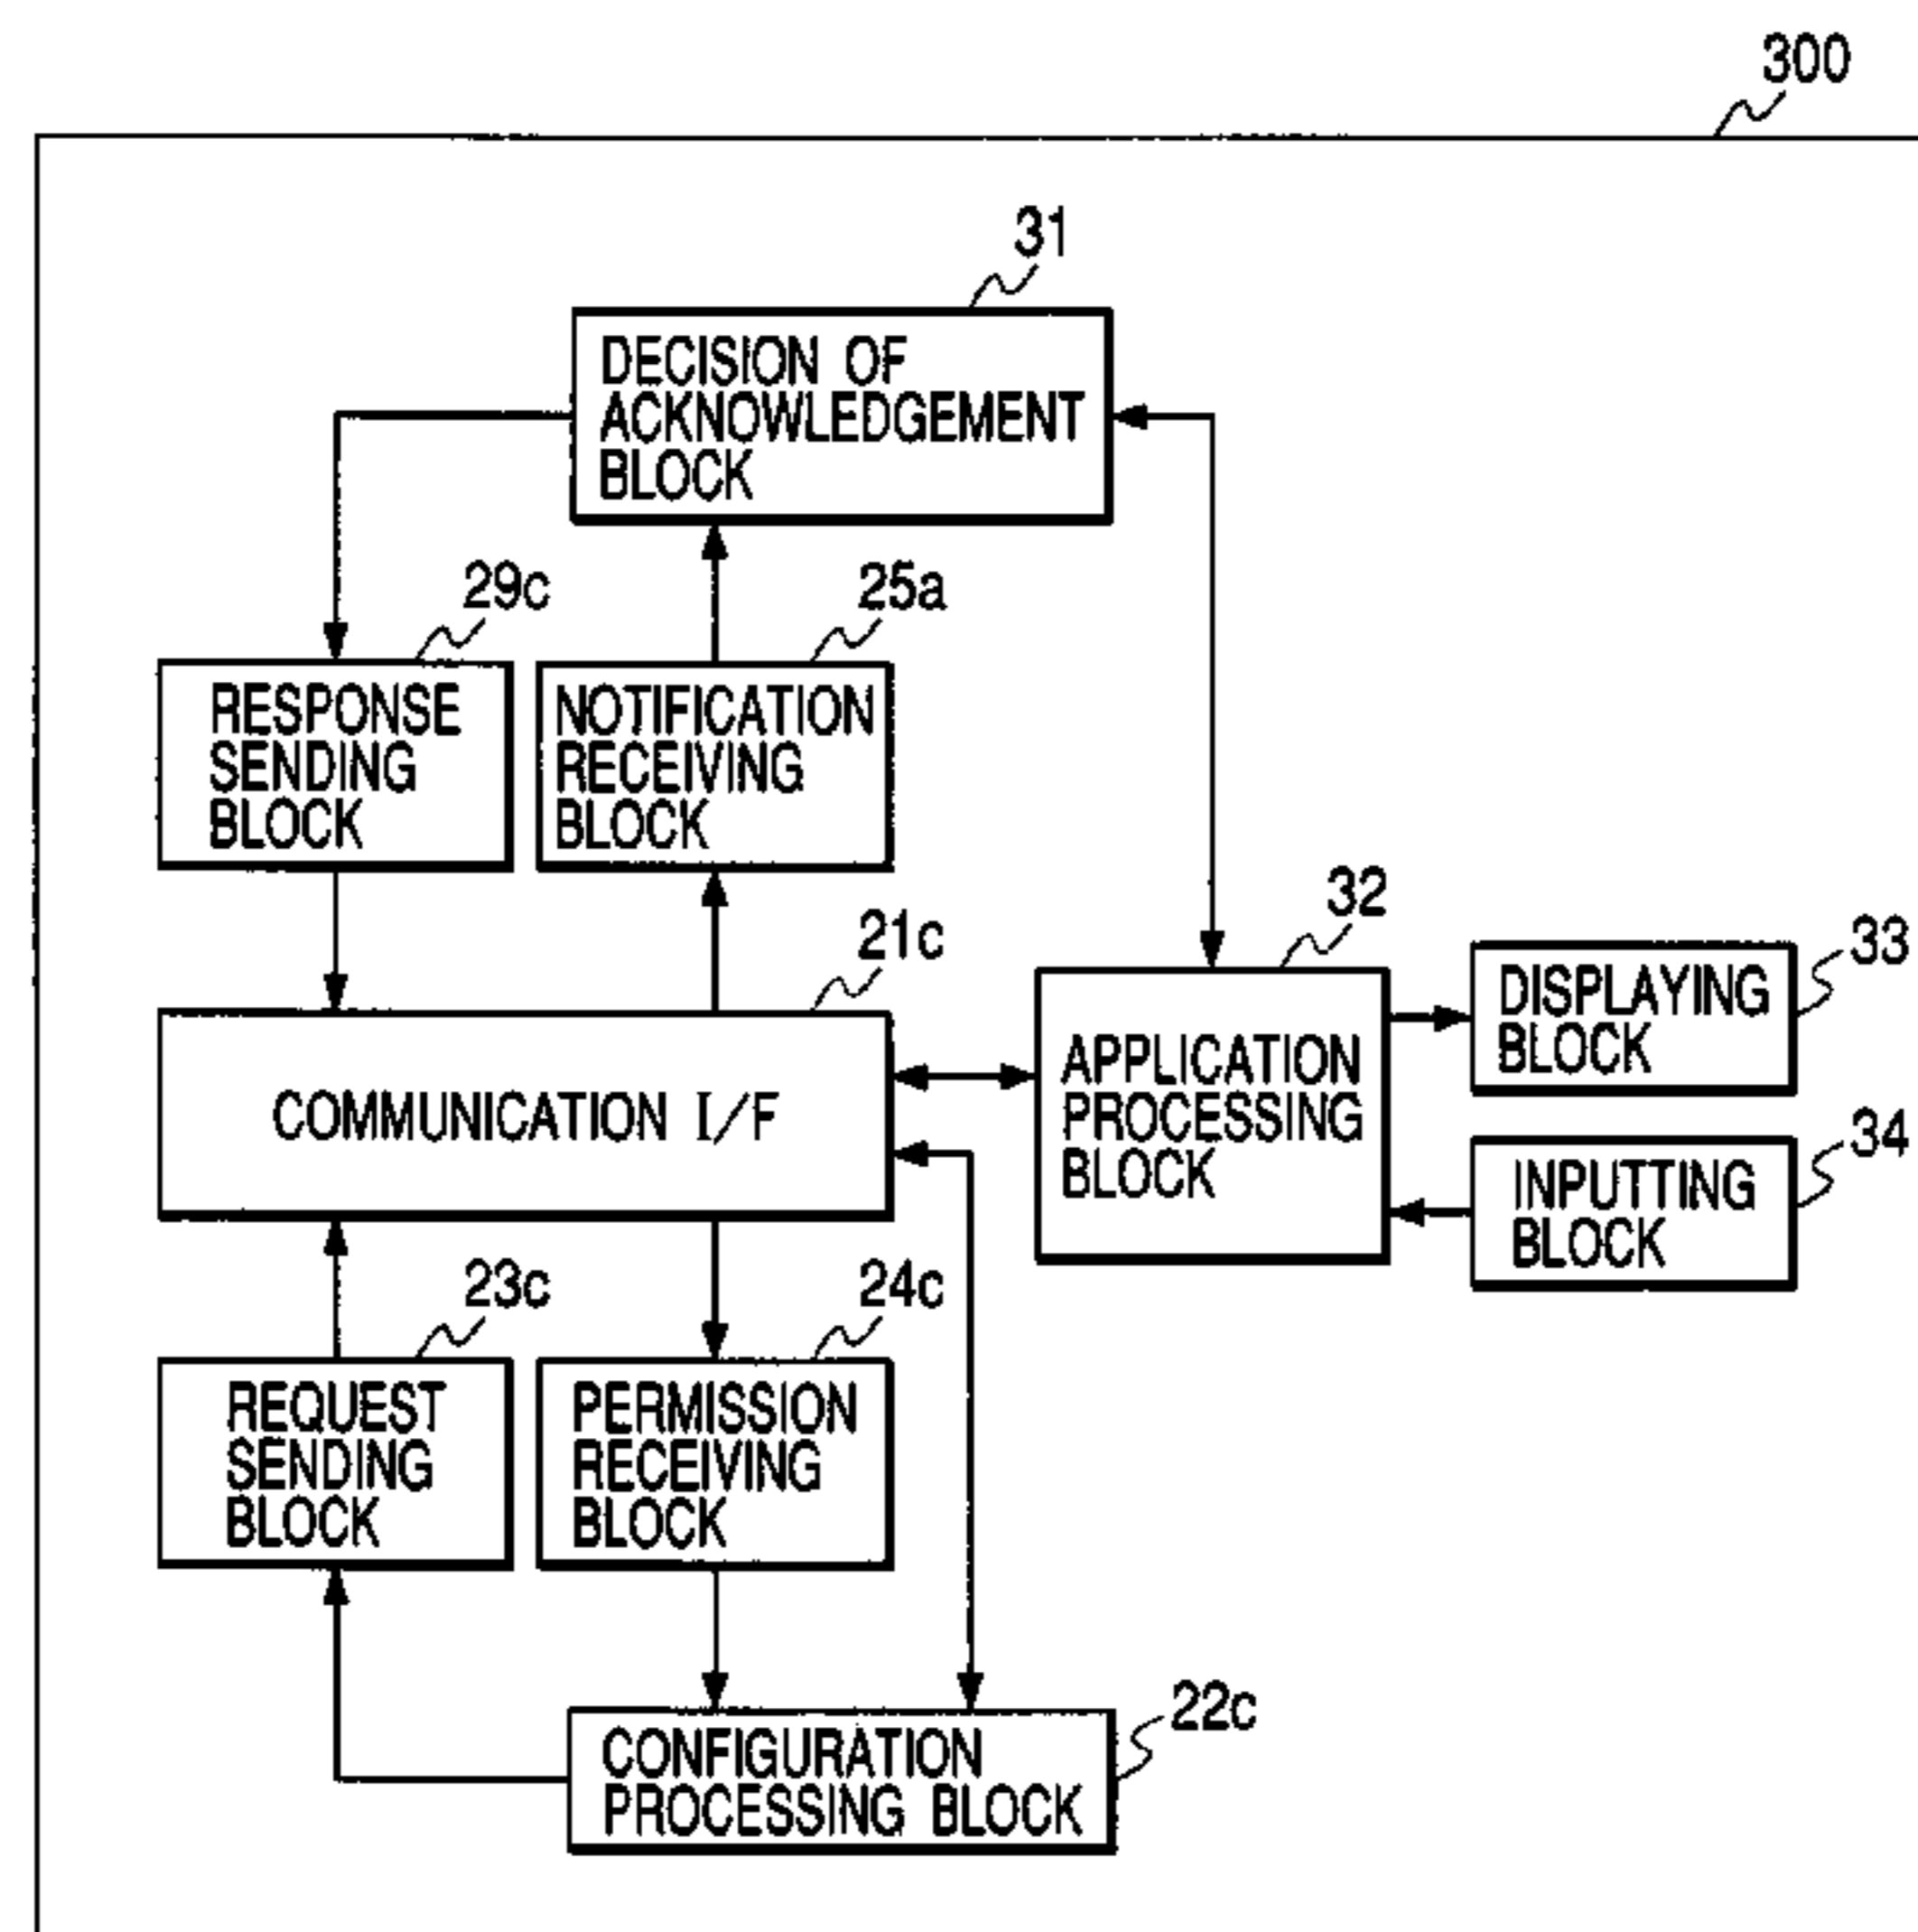 300
31
DECISION OF
ACKNOWLEDGEMENT
BLOCK
29c
25a
RESPONSE
SENDING
BLOCK
NOTIFICATION
RECEIVING
BLOCK
21c
32
33
COMMUNICATION I/F
APPLICATION
PROCESSING
BLOCK
DISPLAYING
BLOCK
34
INPUTTING
BLOCK
23c
24c
REQUEST
SENDING
BLOCK
PERMISSION
RECEIVING
BLOCK
22c
CONFIGURATION
PROCESSING BLOCK